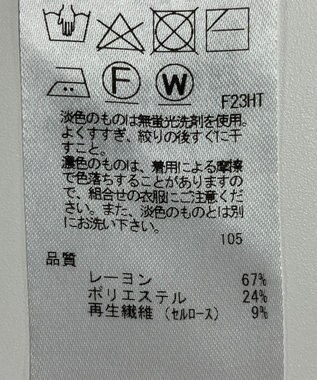 F W
F23HT
淡色のものは無蛍光洗剤を使用。
よくすすぎ、絞りの後すぐに干
すこと。
濃色のものは、着用による摩擦
で色落ちすることがありますの
で、組合せの衣服にご注意くだ
さい。また、淡色のものとは別
にお洗い下さい。
105
品質
レーヨン 67%
ポリエステル 24%
再生繊維（セルロース） 9%